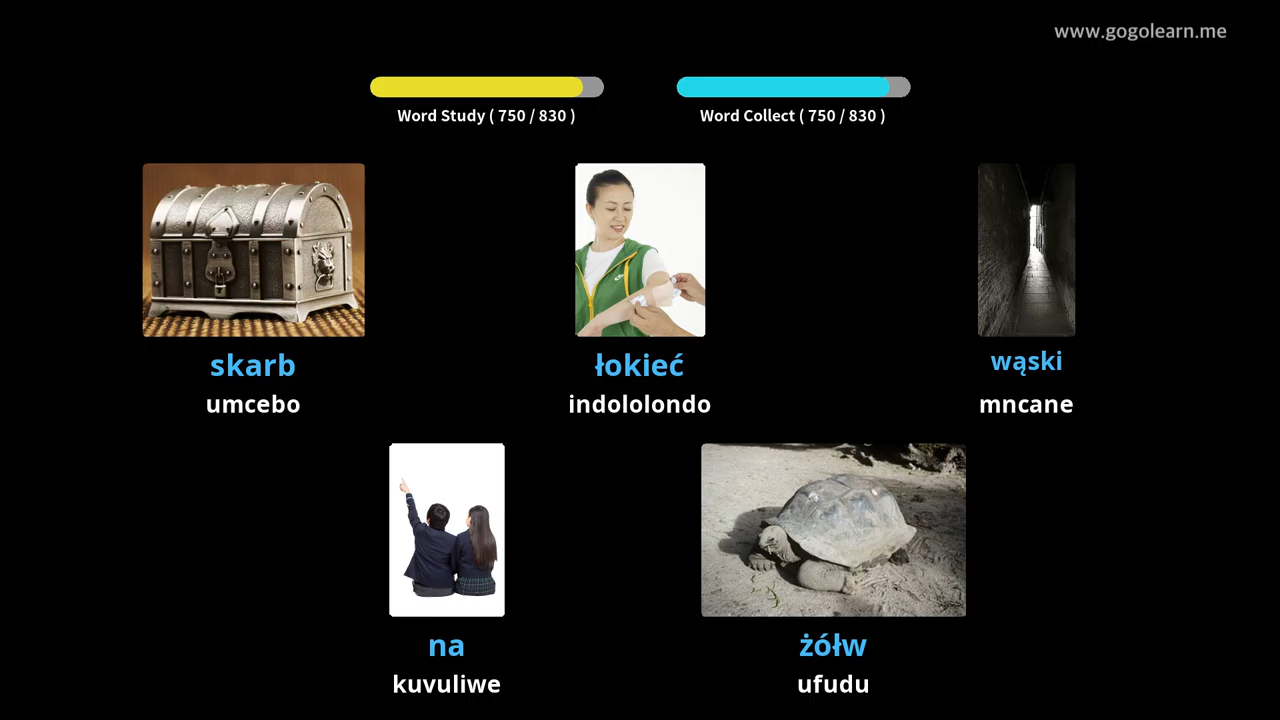 www.gogolearn.me
Word Study ( 750 / 830 )
Word Collect ( 750 / 830 )
skarb
umcebo
łokieć
indololondo
wąski
mncane
na
kuvuliwe
żółw
ufudu